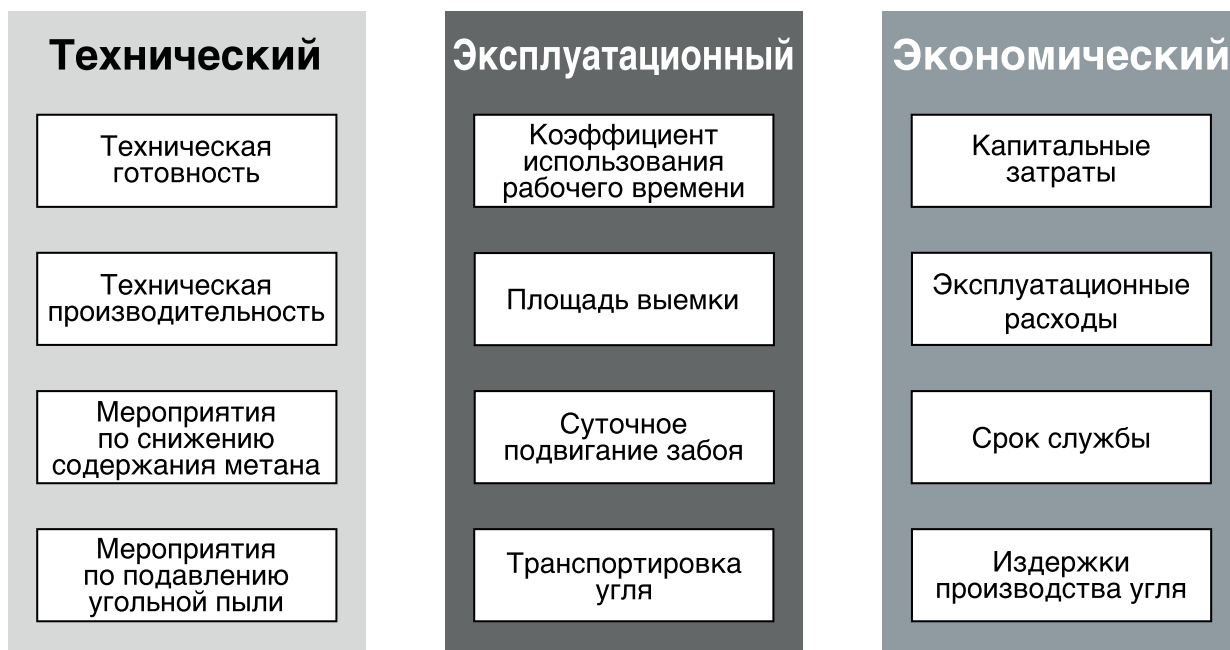 Технический
Техническая
готовность
Техническая
производительность
Мероприятия
по снижению
содержания метана
Мероприятия
по подавлению
угольной пыли
Эксплуатационный
Коэффициент
использования
рабочего времени
Площадь выемки
Суточное
подвигание забоя
Транспортировка
угля
Экономический
Капитальные
затраты
Эксплуатационные
расходы
Срок службы
Издержки
производства угля